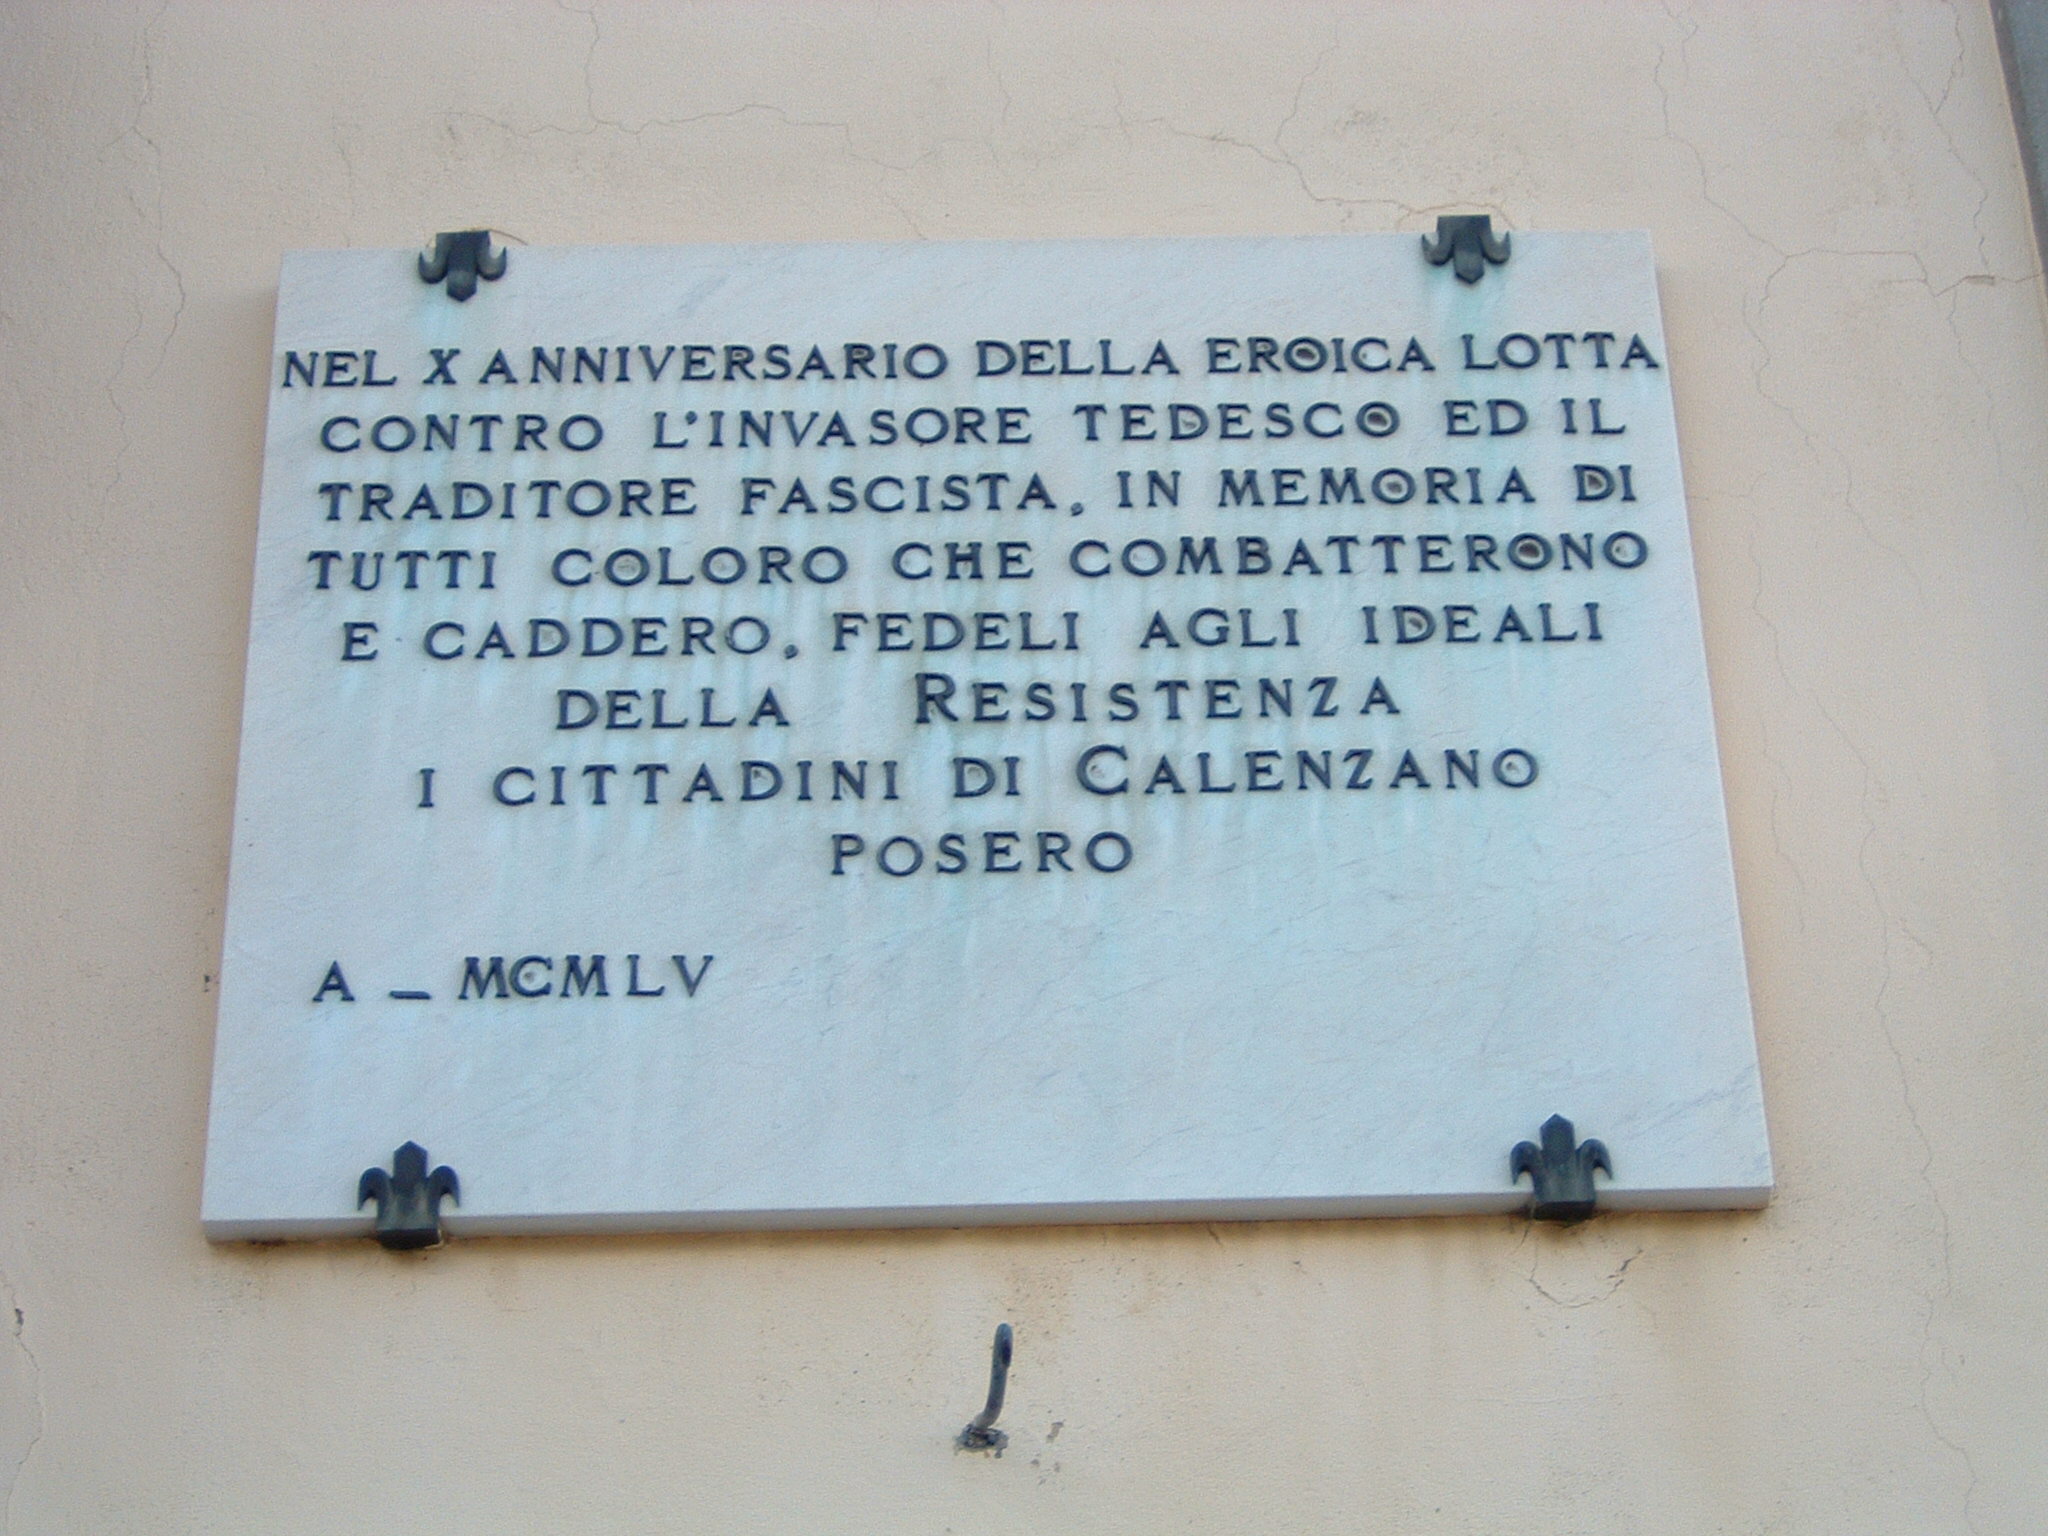 NEL X ANNIVERSARIO DELLA EROICA LOTTA
CONTRO L'INVASORE TEDESCO ED IL
TRADITORE FASCISTA, IN MEMORIA DI
TUTTI COLORO CHE COMBATTERONO
E CADDERO, FEDELI AGLI IDEALI
DELLA RESISTENZA
I CITTADINI DI CALENZANO
POSERO
A _ MCMLV